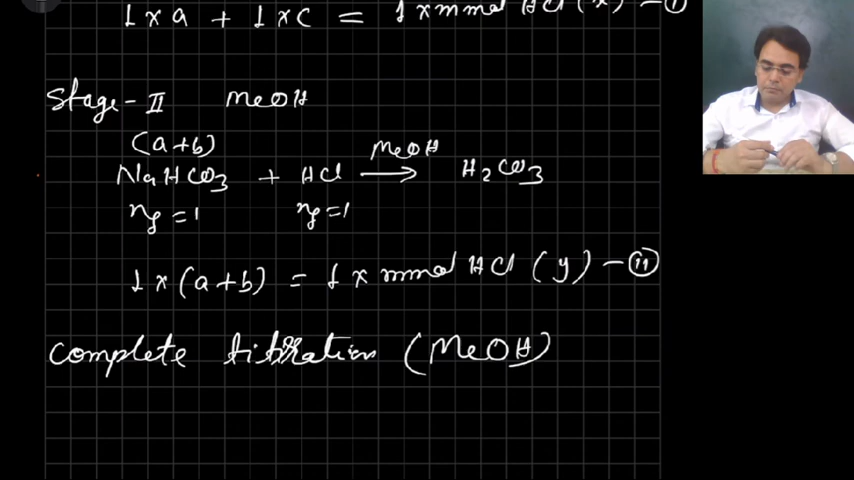 1 x a + 1 x c = 1 x mmol HCl (x) - (i)
Stage - II MeOH
(a+b)
NaHCO3 + HCl MeOH → H2CO3
nf = 1 nf = 1
1 x (a+b) = 1 x mmol HCl (y) - (ii)
complete titration (MeOH)